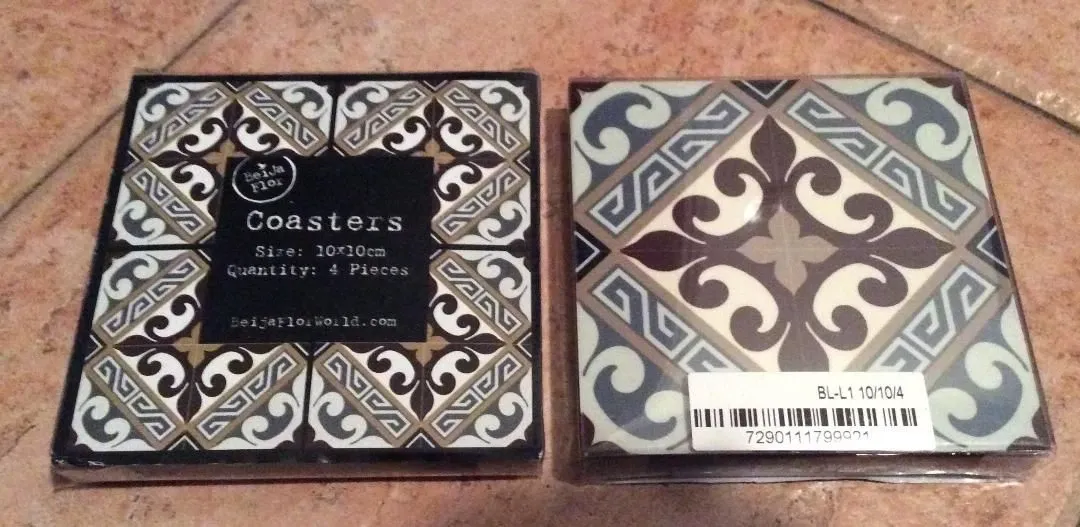 Beija
Flor
Coasters
Size: 10x10cm
Quantity: 4 Pieces
BeijaFlorWorld.com
BL-L1 10/10/4
7290111799921